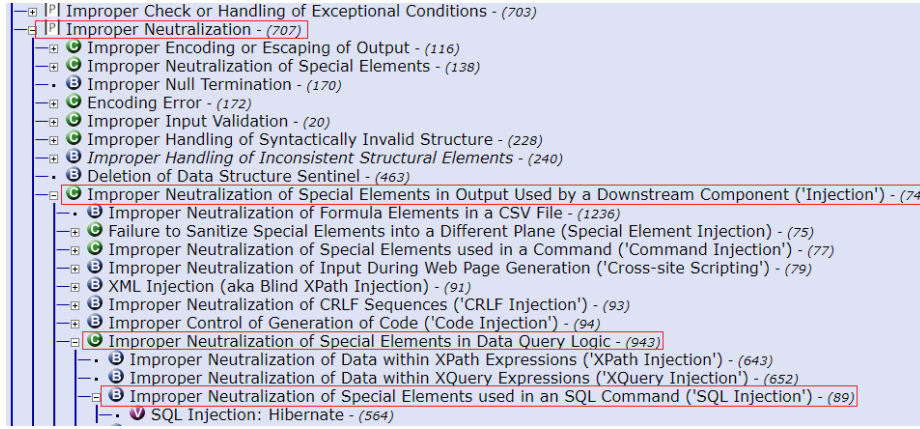 P Improper Check or Handling of Exceptional Conditions - (703)
P Improper Neutralization - (707)
C Improper Encoding or Escaping of Output - (116)
C Improper Neutralization of Special Elements - (138)
B Improper Null Termination - (170)
C Encoding Error - (172)
C Improper Input Validation - (20)
C Improper Handling of Syntactically Invalid Structure - (228)
B Improper Handling of Inconsistent Structural Elements - (240)
B Deletion of Data Structure Sentinel - (463)
C Improper Neutralization of Special Elements in Output Used by a Downstream Component ('Injection') - (74
B Improper Neutralization of Formula Elements in a CSV File - (1236)
C Failure to Sanitize Special Elements into a Different Plane (Special Element Injection) - (75)
C Improper Neutralization of Special Elements used in a Command ('Command Injection') - (77)
B Improper Neutralization of Input During Web Page Generation ('Cross-site Scripting') - (79)
B XML Injection (aka Blind XPath Injection) - (91)
B Improper Neutralization of CRLF Sequences ('CRLF Injection') - (93)
B Improper Control of Generation of Code ('Code Injection') - (94)
C Improper Neutralization of Special Elements in Data Query Logic - (943)
B Improper Neutralization of Data within XPath Expressions ('XPath Injection') - (643)
B Improper Neutralization of Data within XQuery Expressions ('XQuery Injection') - (652)
B Improper Neutralization of Special Elements used in an SQL Command ('SQL Injection') - (89)
V SQL Injection: Hibernate - (564)